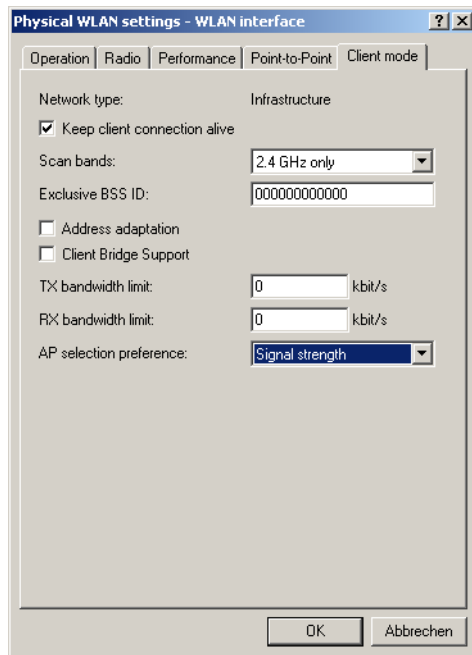 Physical WLAN settings - WLAN interface
Operation Radio Performance Point-to-Point Client mode
Network type: Infrastructure
Keep client connection alive
Scan bands: 2.4 GHz only
Exclusive BSS ID: 000000000000
Address adaptation
Client Bridge Support
TX bandwidth limit: 0 kbit/s
RX bandwidth limit: 0 kbit/s
AP selection preference: Signal strength
OK Abbrechen